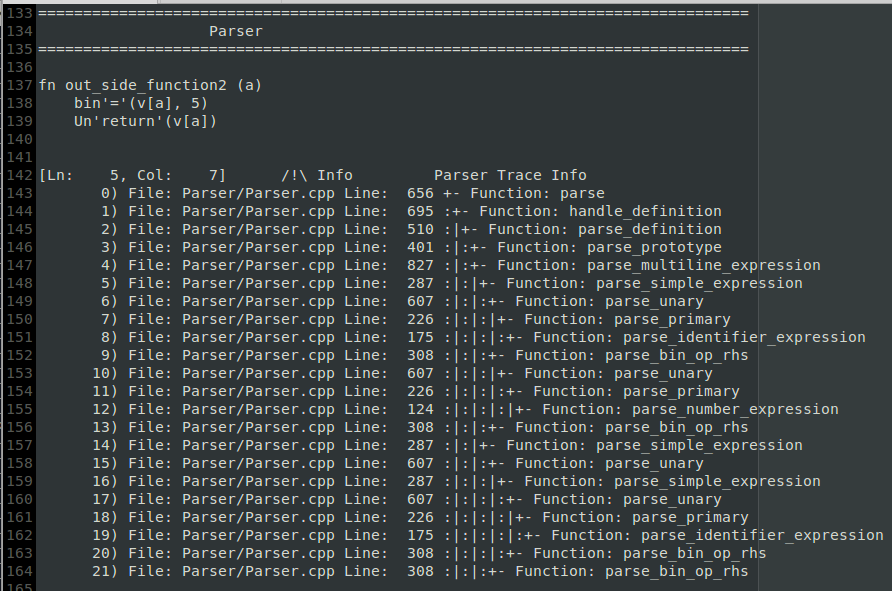 133 ===============================================================================
134                    Parser
135 ===============================================================================
136
137 fn out_side_function2 (a)
138     bin'='(v[a], 5)
139     Un'return'(v[a])
140
141
142 [Ln:    5, Col:    7]      /!\ Info         Parser Trace Info
143        0) File: Parser/Parser.cpp Line:  656 +- Function: parse
144        1) File: Parser/Parser.cpp Line:  695 :+- Function: handle_definition
145        2) File: Parser/Parser.cpp Line:  510 :|+- Function: parse_definition
146        3) File: Parser/Parser.cpp Line:  401 :|:+- Function: parse_prototype
147        4) File: Parser/Parser.cpp Line:  827 :|:+- Function: parse_multiline_expression
148        5) File: Parser/Parser.cpp Line:  287 :|:|+- Function: parse_simple_expression
149        6) File: Parser/Parser.cpp Line:  607 :|:|:+- Function: parse_unary
150        7) File: Parser/Parser.cpp Line:  226 :|:|:|+- Function: parse_primary
151        8) File: Parser/Parser.cpp Line:  175 :|:|:|:+- Function: parse_identifier_expression
152        9) File: Parser/Parser.cpp Line:  308 :|:|:+- Function: parse_bin_op_rhs
153       10) File: Parser/Parser.cpp Line:  607 :|:|:|+- Function: parse_unary
154       11) File: Parser/Parser.cpp Line:  226 :|:|:|:+- Function: parse_primary
155       12) File: Parser/Parser.cpp Line:  124 :|:|:|:|+- Function: parse_number_expression
156       13) File: Parser/Parser.cpp Line:  308 :|:|:+- Function: parse_bin_op_rhs
157       14) File: Parser/Parser.cpp Line:  287 :|:|+- Function: parse_simple_expression
158       15) File: Parser/Parser.cpp Line:  607 :|:|:+- Function: parse_unary
159       16) File: Parser/Parser.cpp Line:  287 :|:|:|+- Function: parse_simple_expression
160       17) File: Parser/Parser.cpp Line:  607 :|:|:|:+- Function: parse_unary
161       18) File: Parser/Parser.cpp Line:  226 :|:|:|:|+- Function: parse_primary
162       19) File: Parser/Parser.cpp Line:  175 :|:|:|:|:+- Function: parse_identifier_expression
163       20) File: Parser/Parser.cpp Line:  308 :|:|:|:+- Function: parse_bin_op_rhs
164       21) File: Parser/Parser.cpp Line:  308 :|:|:+- Function: parse_bin_op_rhs
165